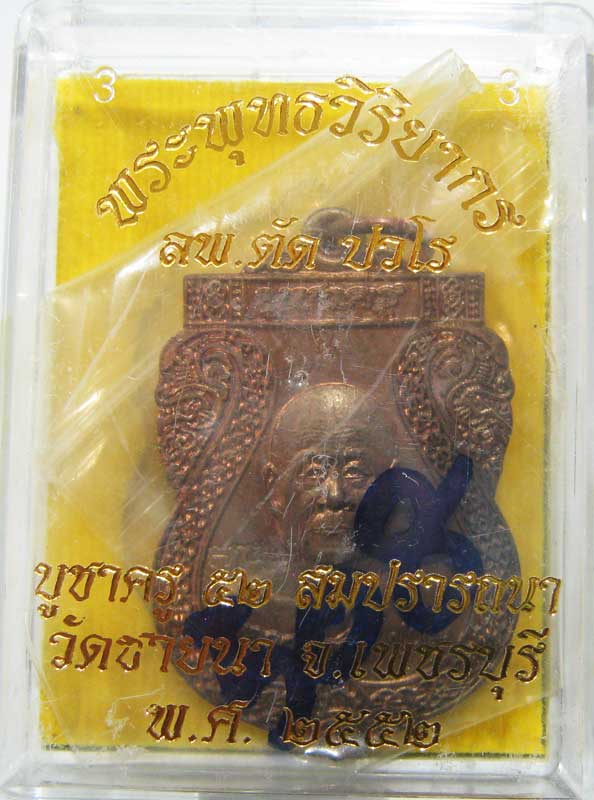 3 3
พระพุทธวิริยากร
ลพ.ตัด ปวโร
บูชาครู ๕๒ สมปรารถนา
วัดชายนา จ.เพชรบุรี
พ.ศ. ๒๕๕๒